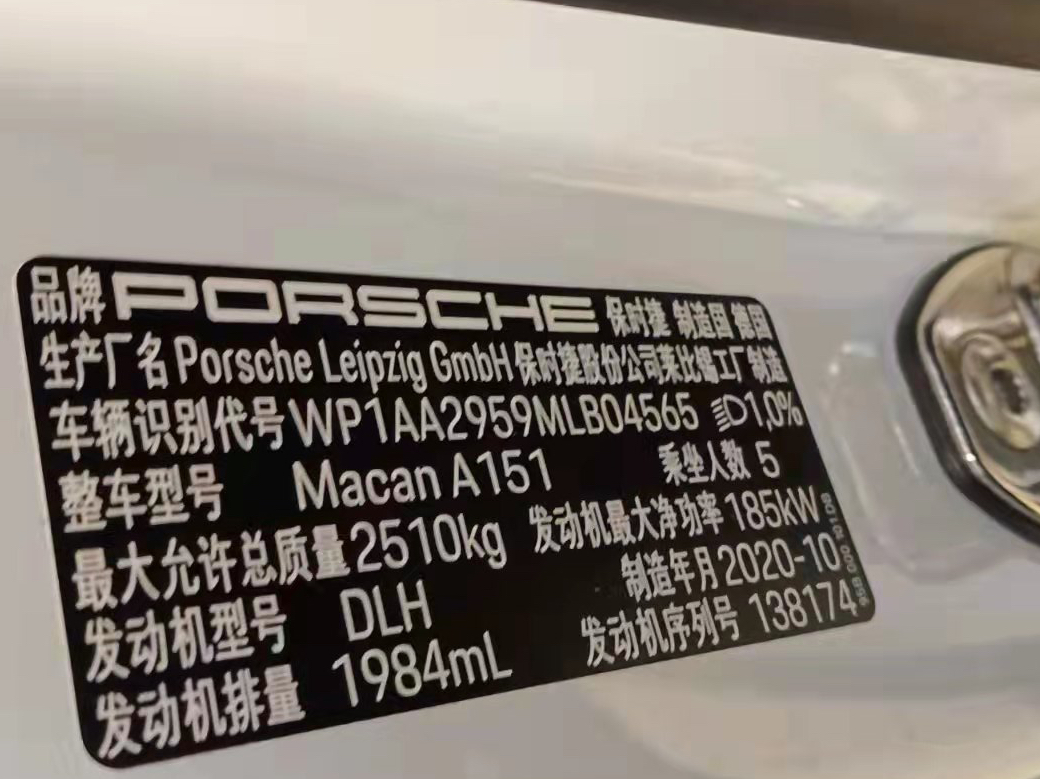 品牌 PORSCHE 保时捷 制造国 德国
生产厂名 Porsche Leipzig GmbH 保时捷股份公司莱比锡工厂制造
车辆识别代号 WP1AA2959MLB04565 1,0%
整车型号 Macan A151 乘坐人数 5
最大允许总质量 2510kg 发动机最大净功率 185kW
发动机型号 DLH 制造年月 2020-10
发动机排量 1984mL 发动机序列号 138174